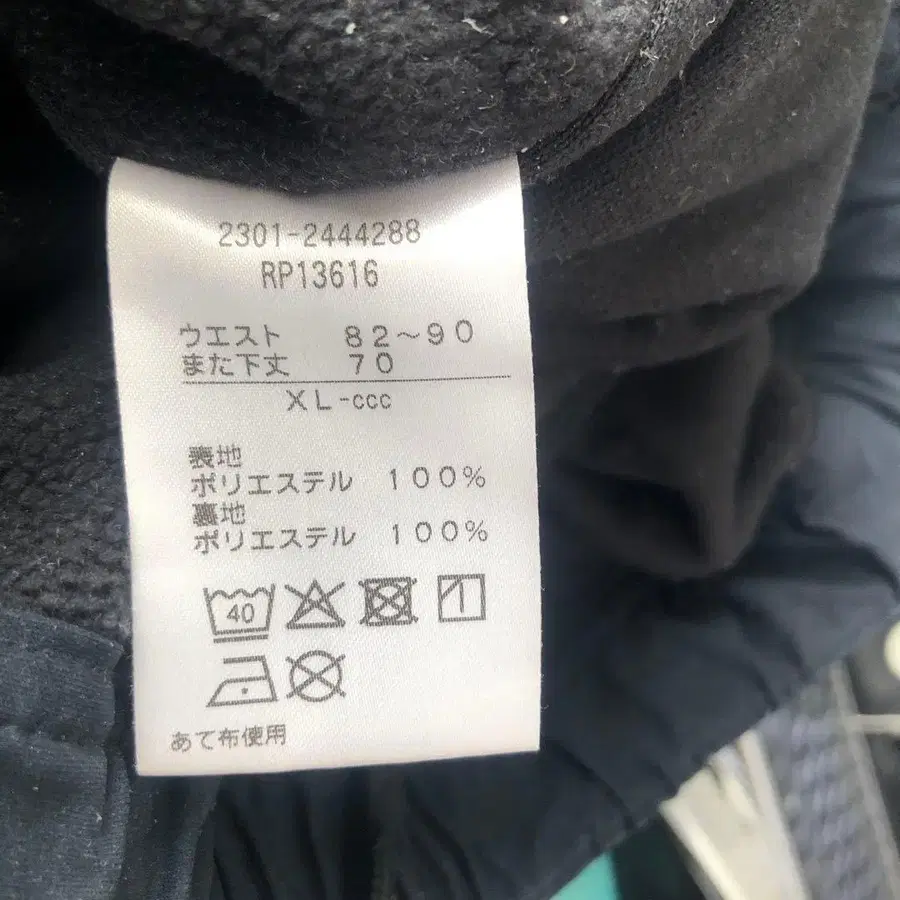 2301-2444288
RP13616
ウエスト 82～90
また下丈 70
XL-ccc
表地
ポリエステル 100%
裏地
ポリエステル 100%
40
あて布使用